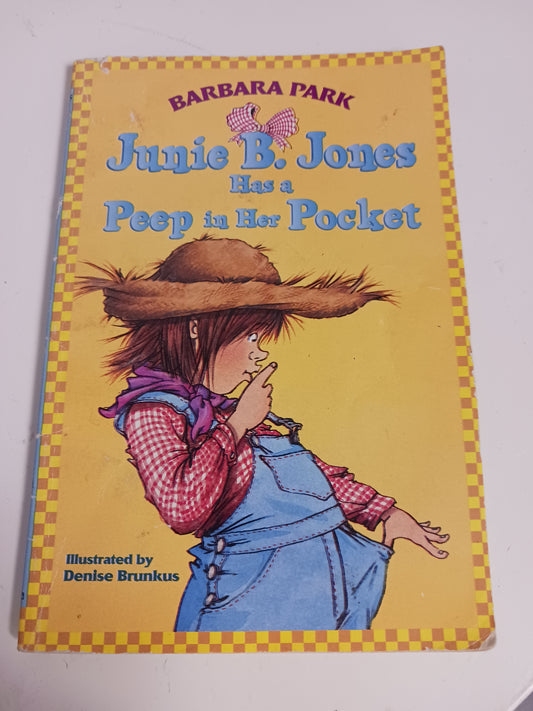 BARBARA PARK
Junie B. Jones
Has a
Peep in Her Pocket
Illustrated by
Denise Brunkus